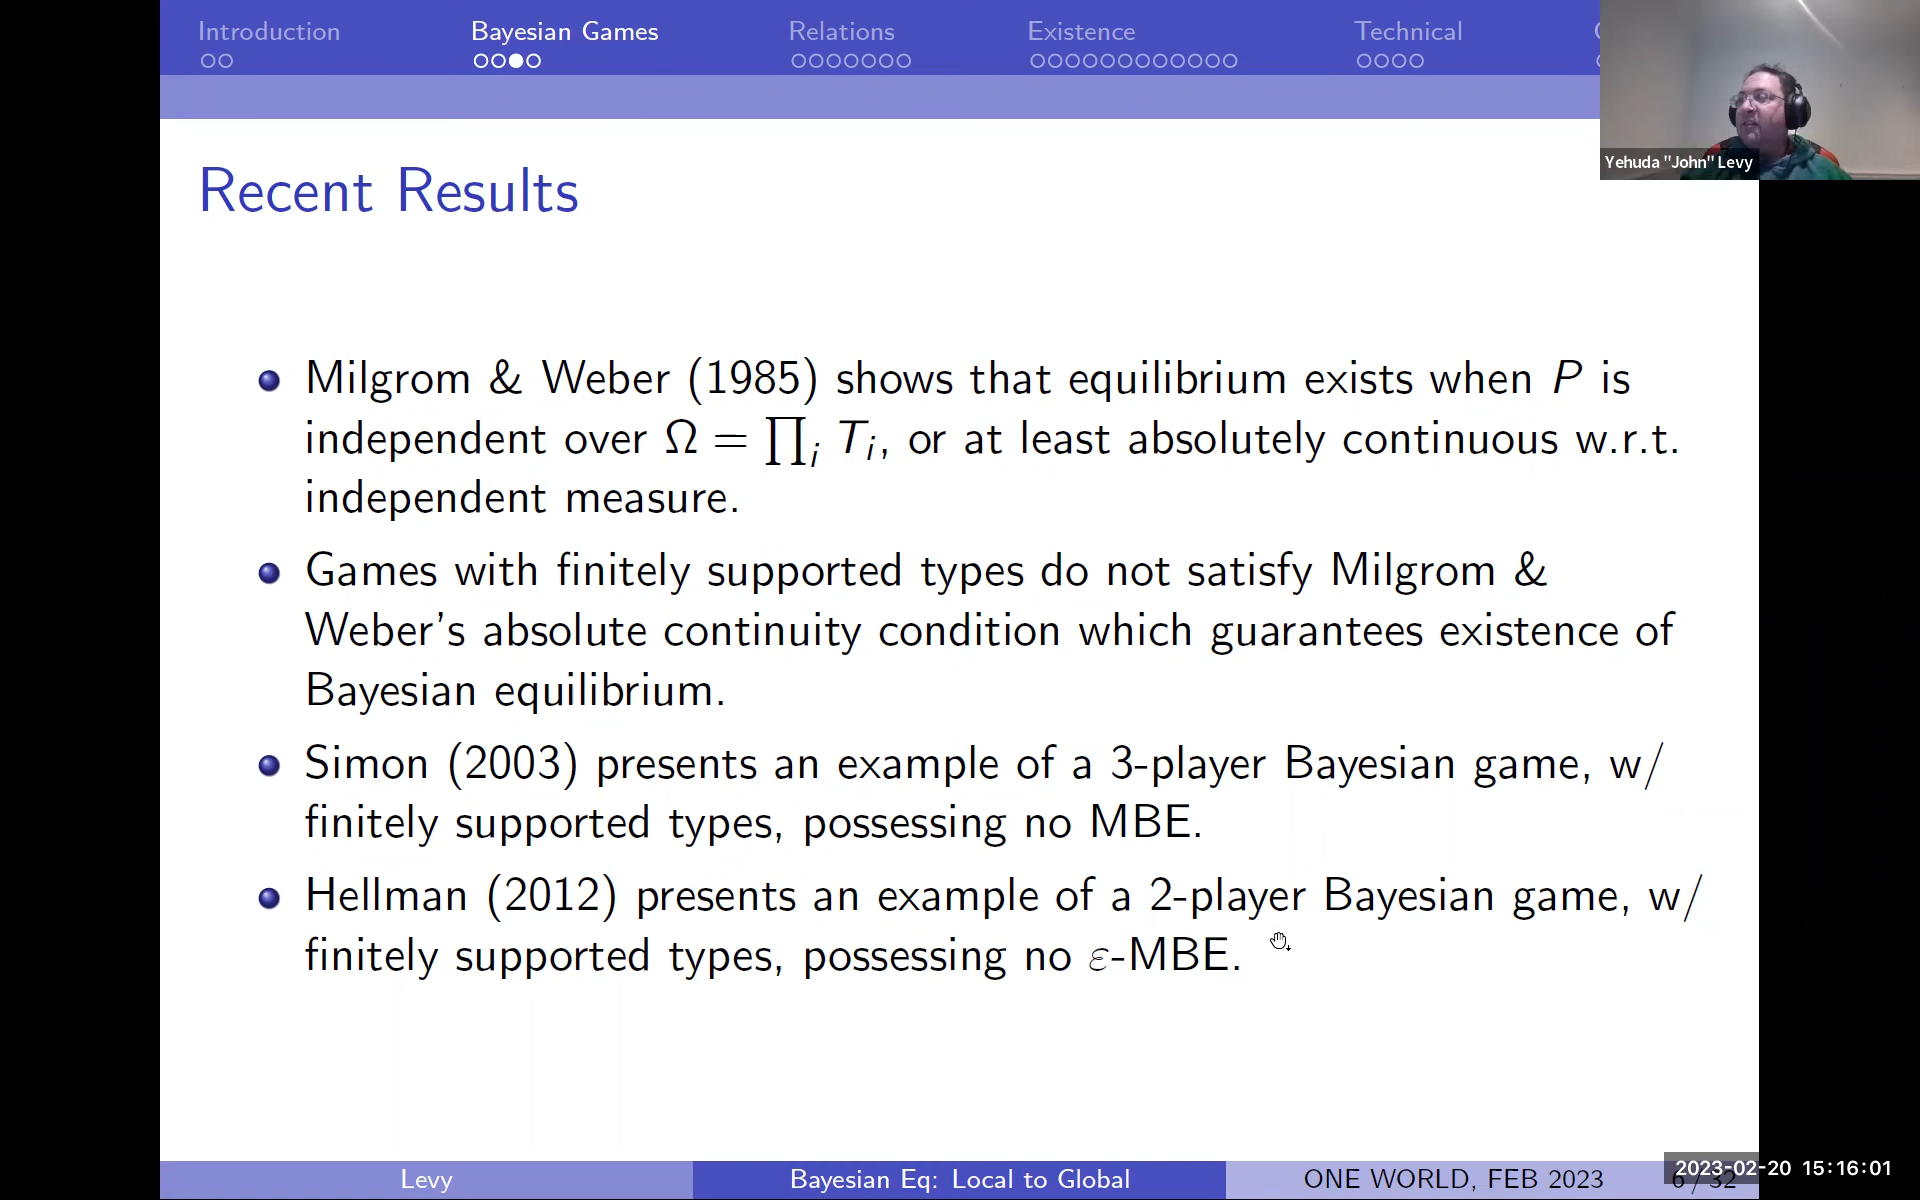 Introduction
Bayesian Games
Relations
Existence
Technical
Yehuda "John" Levy
Recent Results
Milgrom & Weber (1985) shows that equilibrium exists when P is
independent over Ω = ∏ᵢ Tᵢ, or at least absolutely continuous w.r.t.
independent measure.
Games with finitely supported types do not satisfy Milgrom &
Weber's absolute continuity condition which guarantees existence of
Bayesian equilibrium.
Simon (2003) presents an example of a 3-player Bayesian game, w/
finitely supported types, possessing no MBE.
Hellman (2012) presents an example of a 2-player Bayesian game, w/
finitely supported types, possessing no ε-MBE.
Levy
Bayesian Eq: Local to Global
ONE WORLD, FEB 2023
6 / 32
2023-02-20 15:16:01